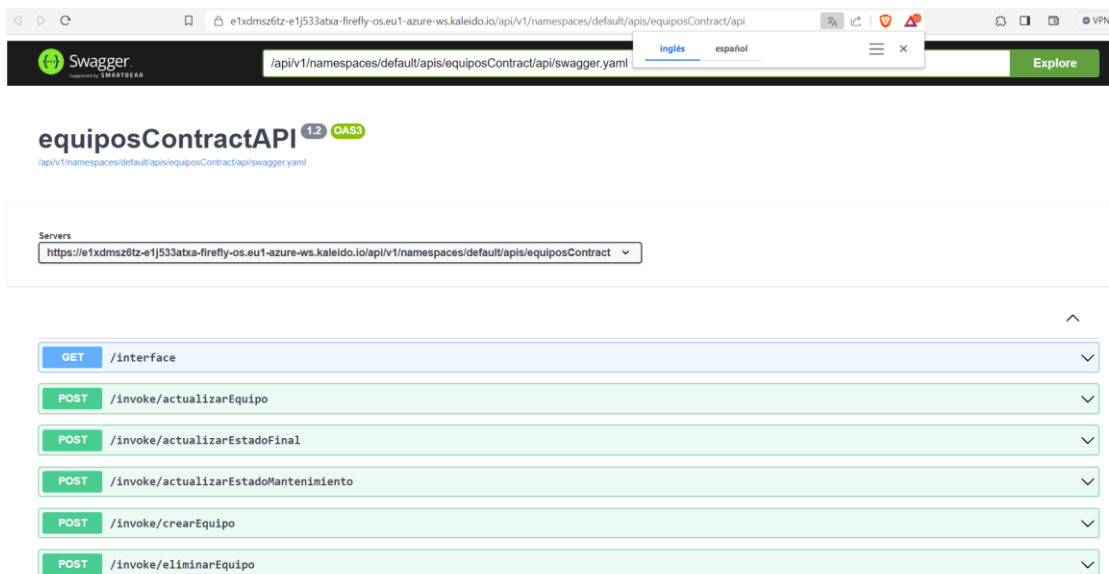 e1xdmsz6tz-e1j533atxa-firefly-os.eu1-azure-ws.kaleido.io/api/v1/namespaces/default/apis/equiposContract/api
VPN
inglés español
Swagger.
Supported by SMARTBEAR
/api/v1/namespaces/default/apis/equiposContract/api/swagger.yaml
Explore
equiposContractAPI 1.2 OAS3
/api/v1/namespaces/default/apis/equiposContract/api/swagger.yaml
Servers
https://e1xdmsz6tz-e1j533atxa-firefly-os.eu1-azure-ws.kaleido.io/api/v1/namespaces/default/apis/equiposContract
GET /interface
POST /invoke/actualizarEquipo
POST /invoke/actualizarEstadoFinal
POST /invoke/actualizarEstadoMantenimiento
POST /invoke/crearEquipo
POST /invoke/eliminarEquipo